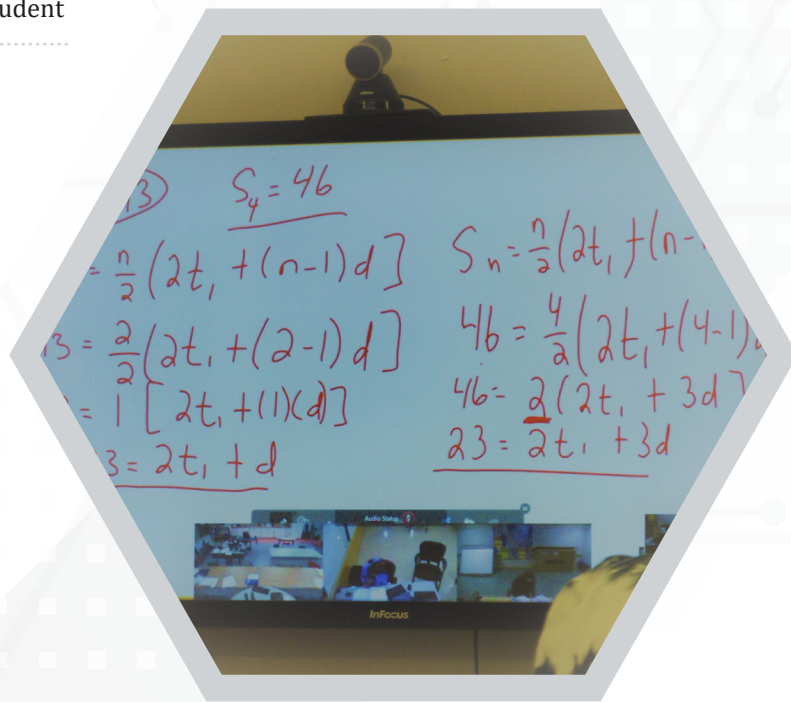 udent
13) S₄ = 46
= n/2 (2t₁ + (n-1)d]
3 = 2/2 (2t₁ + (2-1)d]
= 1 [2t₁ + (1)(d)]
3 = 2t₁ + d
Sₙ = n/2 (2t₁ + (n-
46 = 4/2 (2t₁ + (4-1)
46 = 2(2t₁ + 3d]
23 = 2t₁ + 3d
Audio Status
InFocus